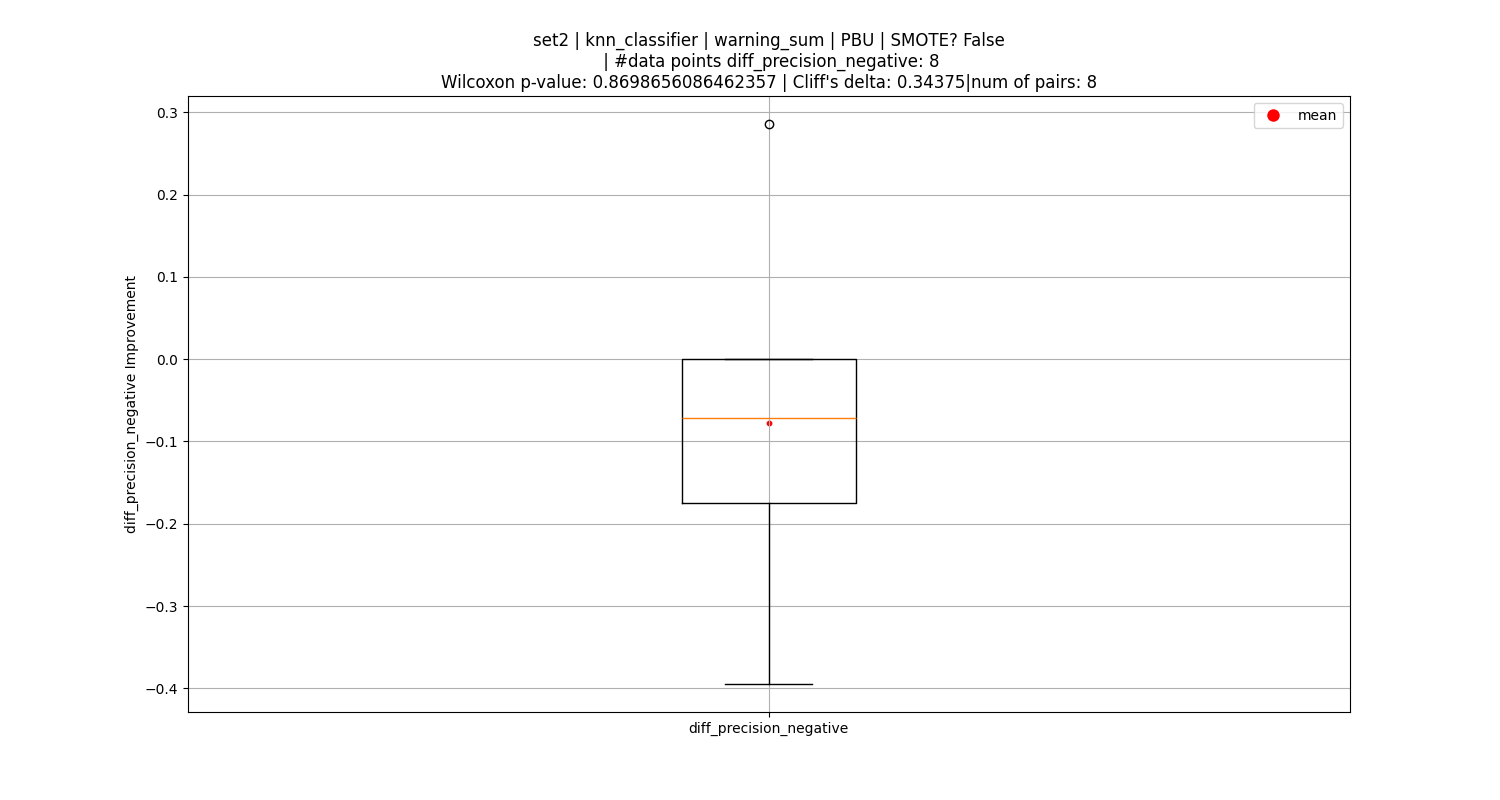 set2 | knn_classifier | warning_sum | PBU | SMOTE? False
| #data points diff_precision_negative: 8
Wilcoxon p-value: 0.8698656086462357 | Cliff's delta: 0.34375|num of pairs: 8
mean
0.3
0.2
0.1
0.0
−0.1
−0.2
−0.3
−0.4
diff_precision_negative Improvement
diff_precision_negative